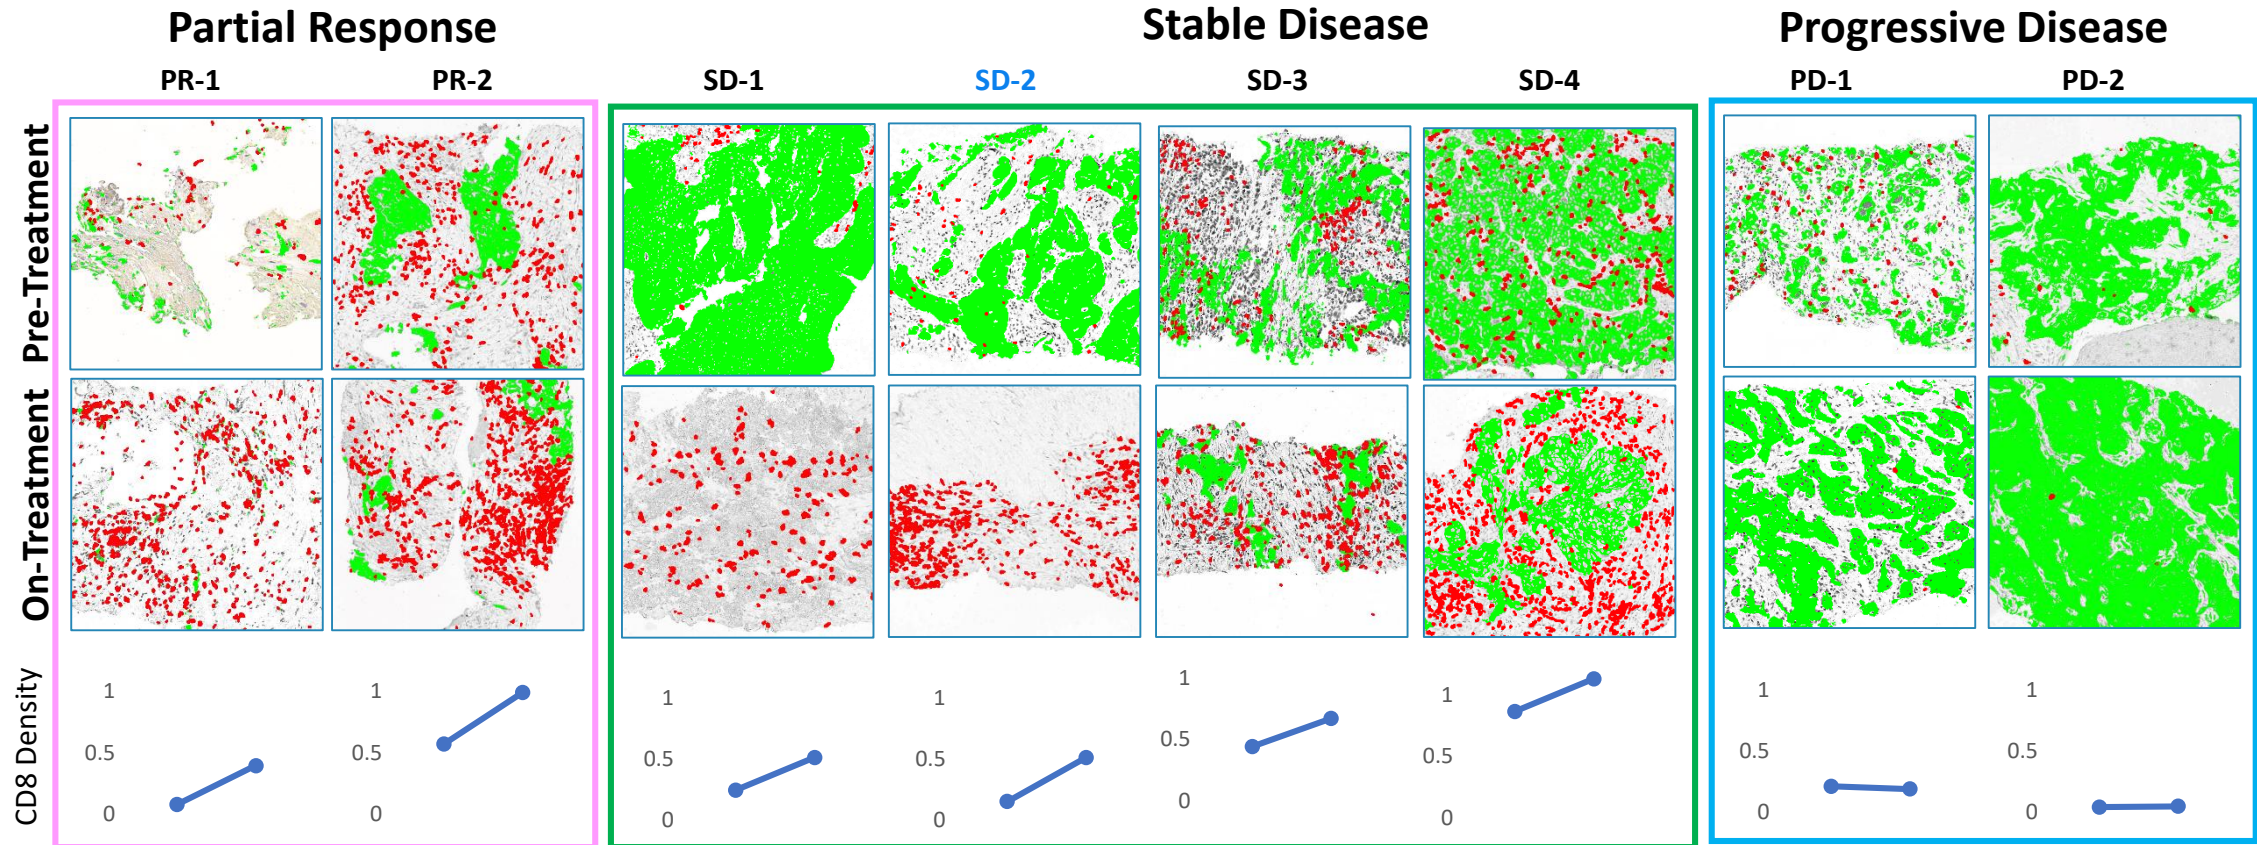 Partial Response
Stable Disease
Progressive Disease
PR-1
PR-2
SD-1
SD-2
SD-3
SD-4
PD-1
PD-2
Pre-Treatment
On-Treatment
CD8 Density
1
0.5
0
1
0.5
0
1
0.5
0
1
0.5
0
1
0.5
0
1
0.5
0
1
0.5
0
1
0.5
0